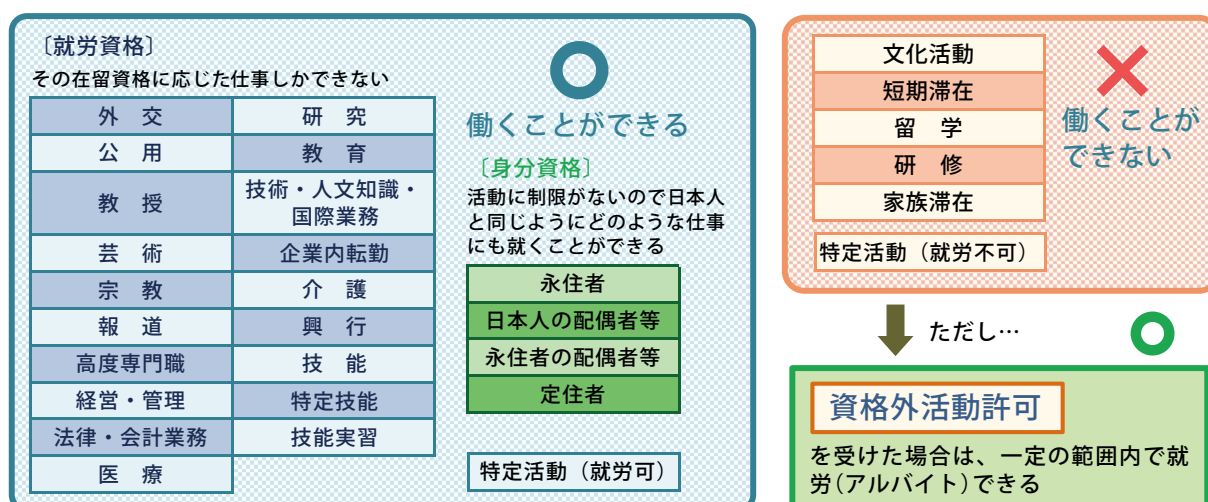 〔就労資格〕
その在留資格に応じた仕事しかできない
外　交
研　究
公　用
教　育
教　授
技術・人文知識・
国際業務
芸　術
企業内転勤
宗　教
介　護
報　道
興　行
高度専門職
技　能
経営・管理
特定技能
法律・会計業務
技能実習
医　療
働くことができる
〔身分資格〕
活動に制限がないので日本人
と同じようにどのような仕事
にも就くことができる
永住者
日本人の配偶者等
永住者の配偶者等
定住者
特定活動（就労可）
文化活動
短期滞在
留　学
研　修
家族滞在
特定活動（就労不可）
働くことが
できない
ただし…
資格外活動許可
を受けた場合は、一定の範囲内で就
労(アルバイト)できる